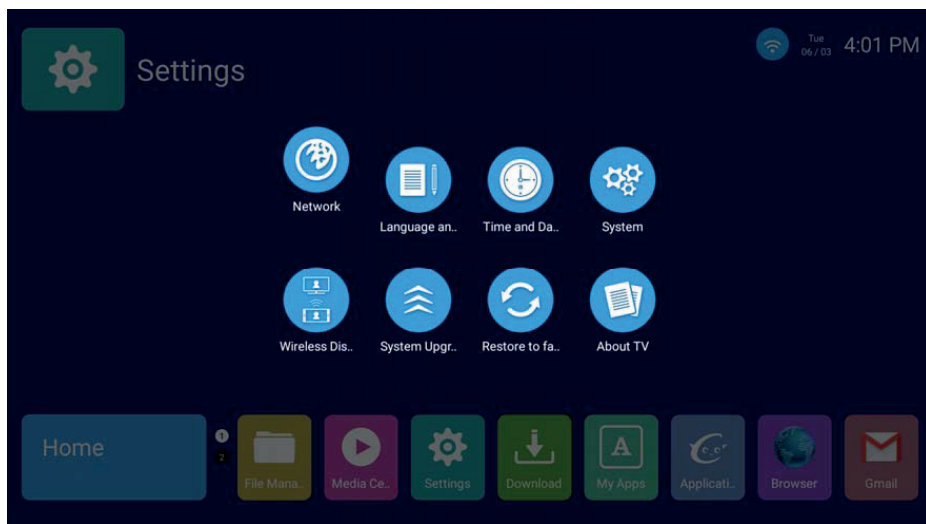 Settings
Tue
06 / 03
4:01 PM
Network
Language an..
Time and Da..
System
Wireless Dis..
System Upgr..
Restore to fa..
About TV
Home
1
2
File Mana..
Media Ce..
Settings
Download
A
My Apps
Applicati..
Browser
Gmail